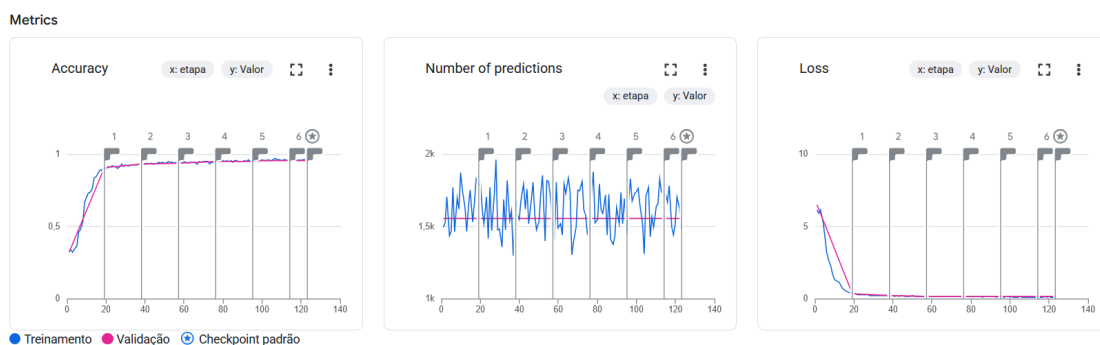 Metrics
Accuracy x: etapa y: Valor
1 2 3 4 5 6
1
0,5
0
0 20 40 60 80 100 120 140
Number of predictions
x: etapa y: Valor
1 2 3 4 5 6
2k
1,5k
1k
0 20 40 60 80 100 120 140
Loss x: etapa y: Valor
1 2 3 4 5 6
10
5
0
0 20 40 60 80 100 120 140
Treinamento Validação Checkpoint padrão